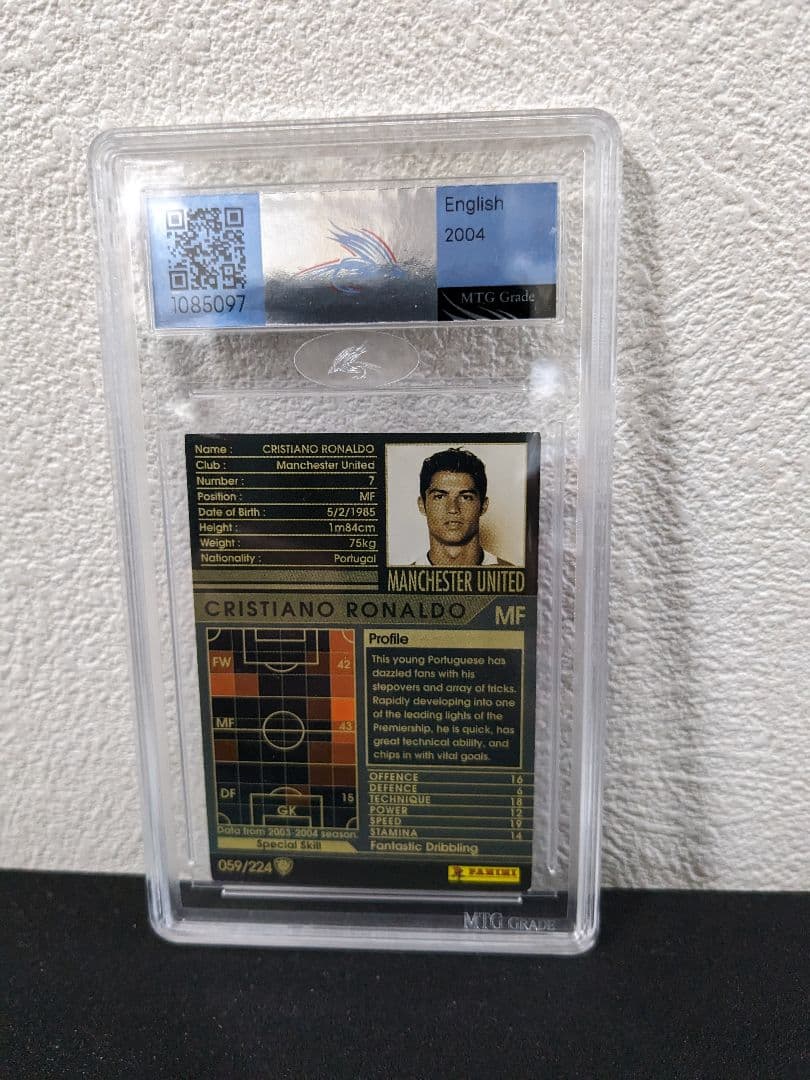 English
2004
1085097
MTG Grade
Name : CRISTIANO RONALDO
Club : Manchester United
Number : 7
Position : MF
Date of Birth : 5/2/1985
Height : 1m84cm
Weight : 75kg
Nationality : Portugal
MANCHESTER UNITED
CRISTIANO RONALDO MF
FW 42
MF 43
DF 15
GK
Data from 2003-2004 season.
Profile
This young Portuguese has
dazzled fans with his
stepovers and array of tricks.
Rapidly developing into one
of the leading lights of the
Premiership, he is quick, has
great technical ability, and
chips in with vital goals.
OFFENCE 16
DEFENCE 6
TECHNIQUE 18
POWER 12
SPEED 19
STAMINA 14
Special Skill Fantastic Dribbling
059/224
PANINI
MTG GRADE